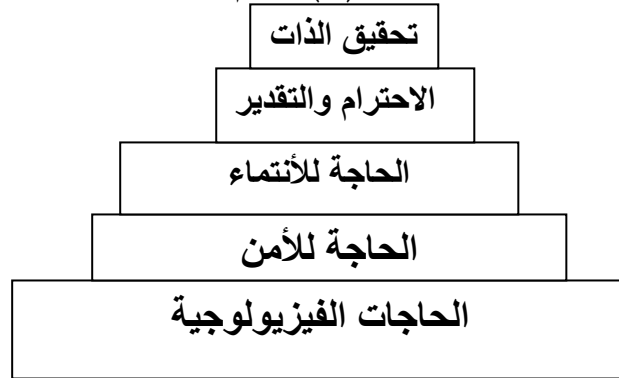 تحقيق الذات
الاحترام والتقدير
الحاجة للأنتماء
الحاجة للأمن
الحاجات الفيزيولوجية